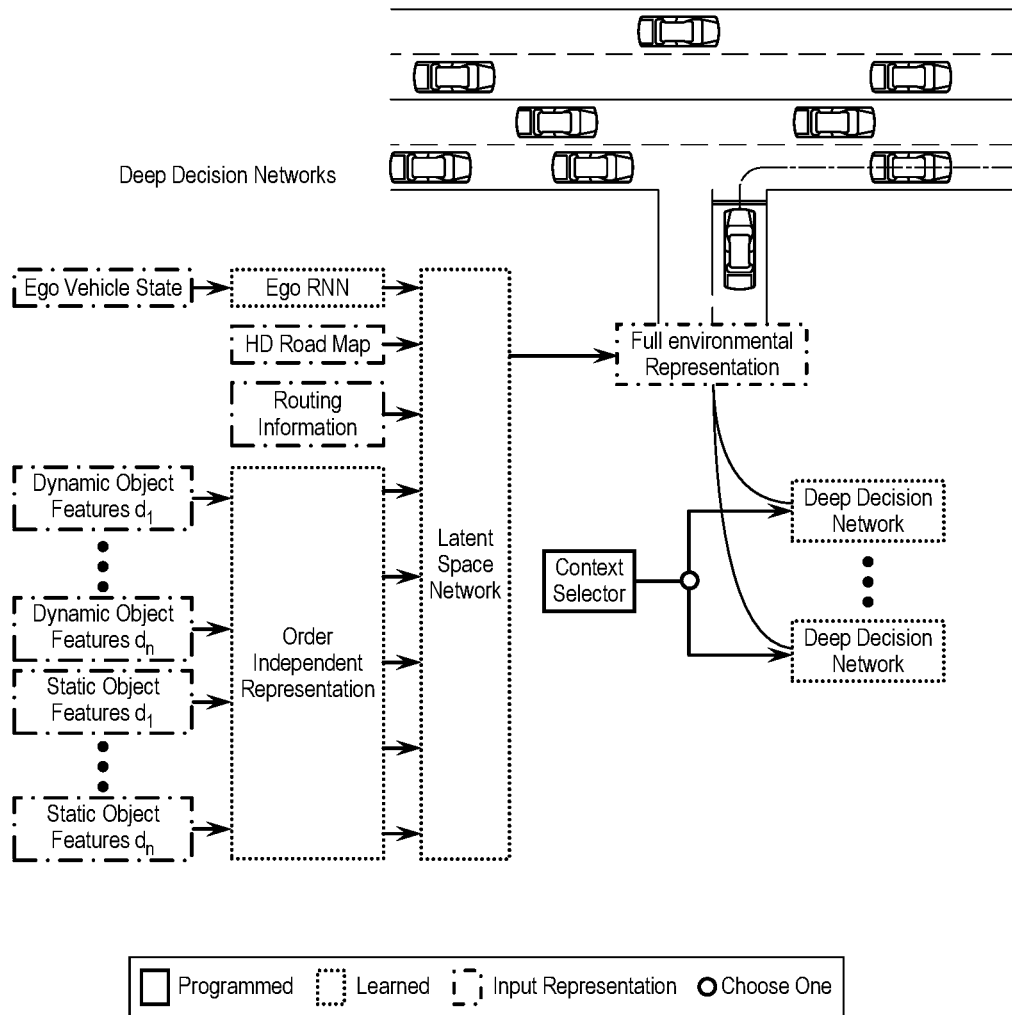 Deep Decision Networks
Ego Vehicle State
Ego RNN
HD Road Map
Routing
Information
Dynamic Object
Features d1
Dynamic Object
Features dn
Static Object
Features d1
Static Object
Features dn
Order
Independent
Representation
Latent
Space
Network
Full environmental
Representation
Context
Selector
Deep Decision
Network
Deep Decision
Network
Programmed
Learned
Input Representation
Choose One